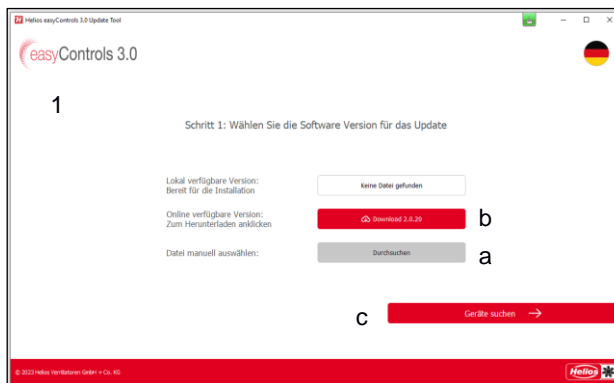 Helios easyControls 3.0 Update Tool
easyControls 3.0
1
Schritt 1: Wählen Sie die Software Version für das Update
Lokal verfügbare Version:
Bereit für die Installation
Keine Datei gefunden
Online verfügbare Version:
Zum Herunterladen anklicken
Download 2.0.20
b
Datei manuell auswählen:
Durchsuchen
a
c
Geräte suchen
© 2023 Helios Ventilatoren GmbH + Co. KG
Helios